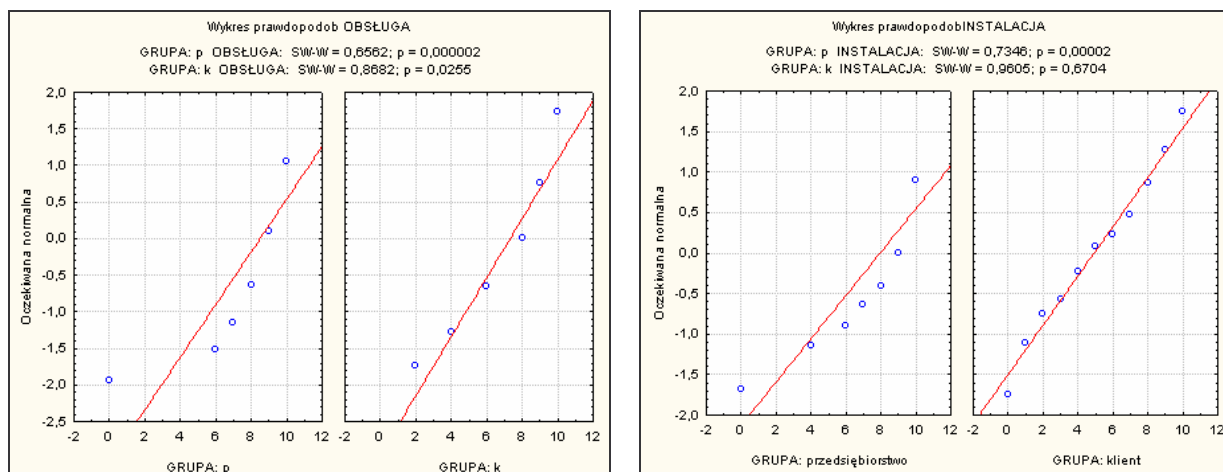 Wykres prawdopodob OBSŁUGA
GRUPA: p OBSŁUGA: SW-W = 0,6562; p = 0,000002
GRUPA: k OBSŁUGA: SW-W = 0,8682; p = 0,0255
Oczekiwana normalna
2,0
1,5
1,0
0,5
0,0
-0,5
-1,0
-1,5
-2,0
-2,5
-2 0 2 4 6 8 10 12
-2 0 2 4 6 8 10 12
GRUPA: p
GRUPA: k
Wykres prawdopodobINSTALACJA
GRUPA: p INSTALACJA: SW-W = 0,7346; p = 0,00002
GRUPA: k INSTALACJA: SW-W = 0,9605; p = 0,6704
Oczekiwana normalna
2,0
1,5
1,0
0,5
0,0
-0,5
-1,0
-1,5
-2,0
-2 0 2 4 6 8 10 12
-2 0 2 4 6 8 10 12
GRUPA: przedsiębiorstwo
GRUPA: klient